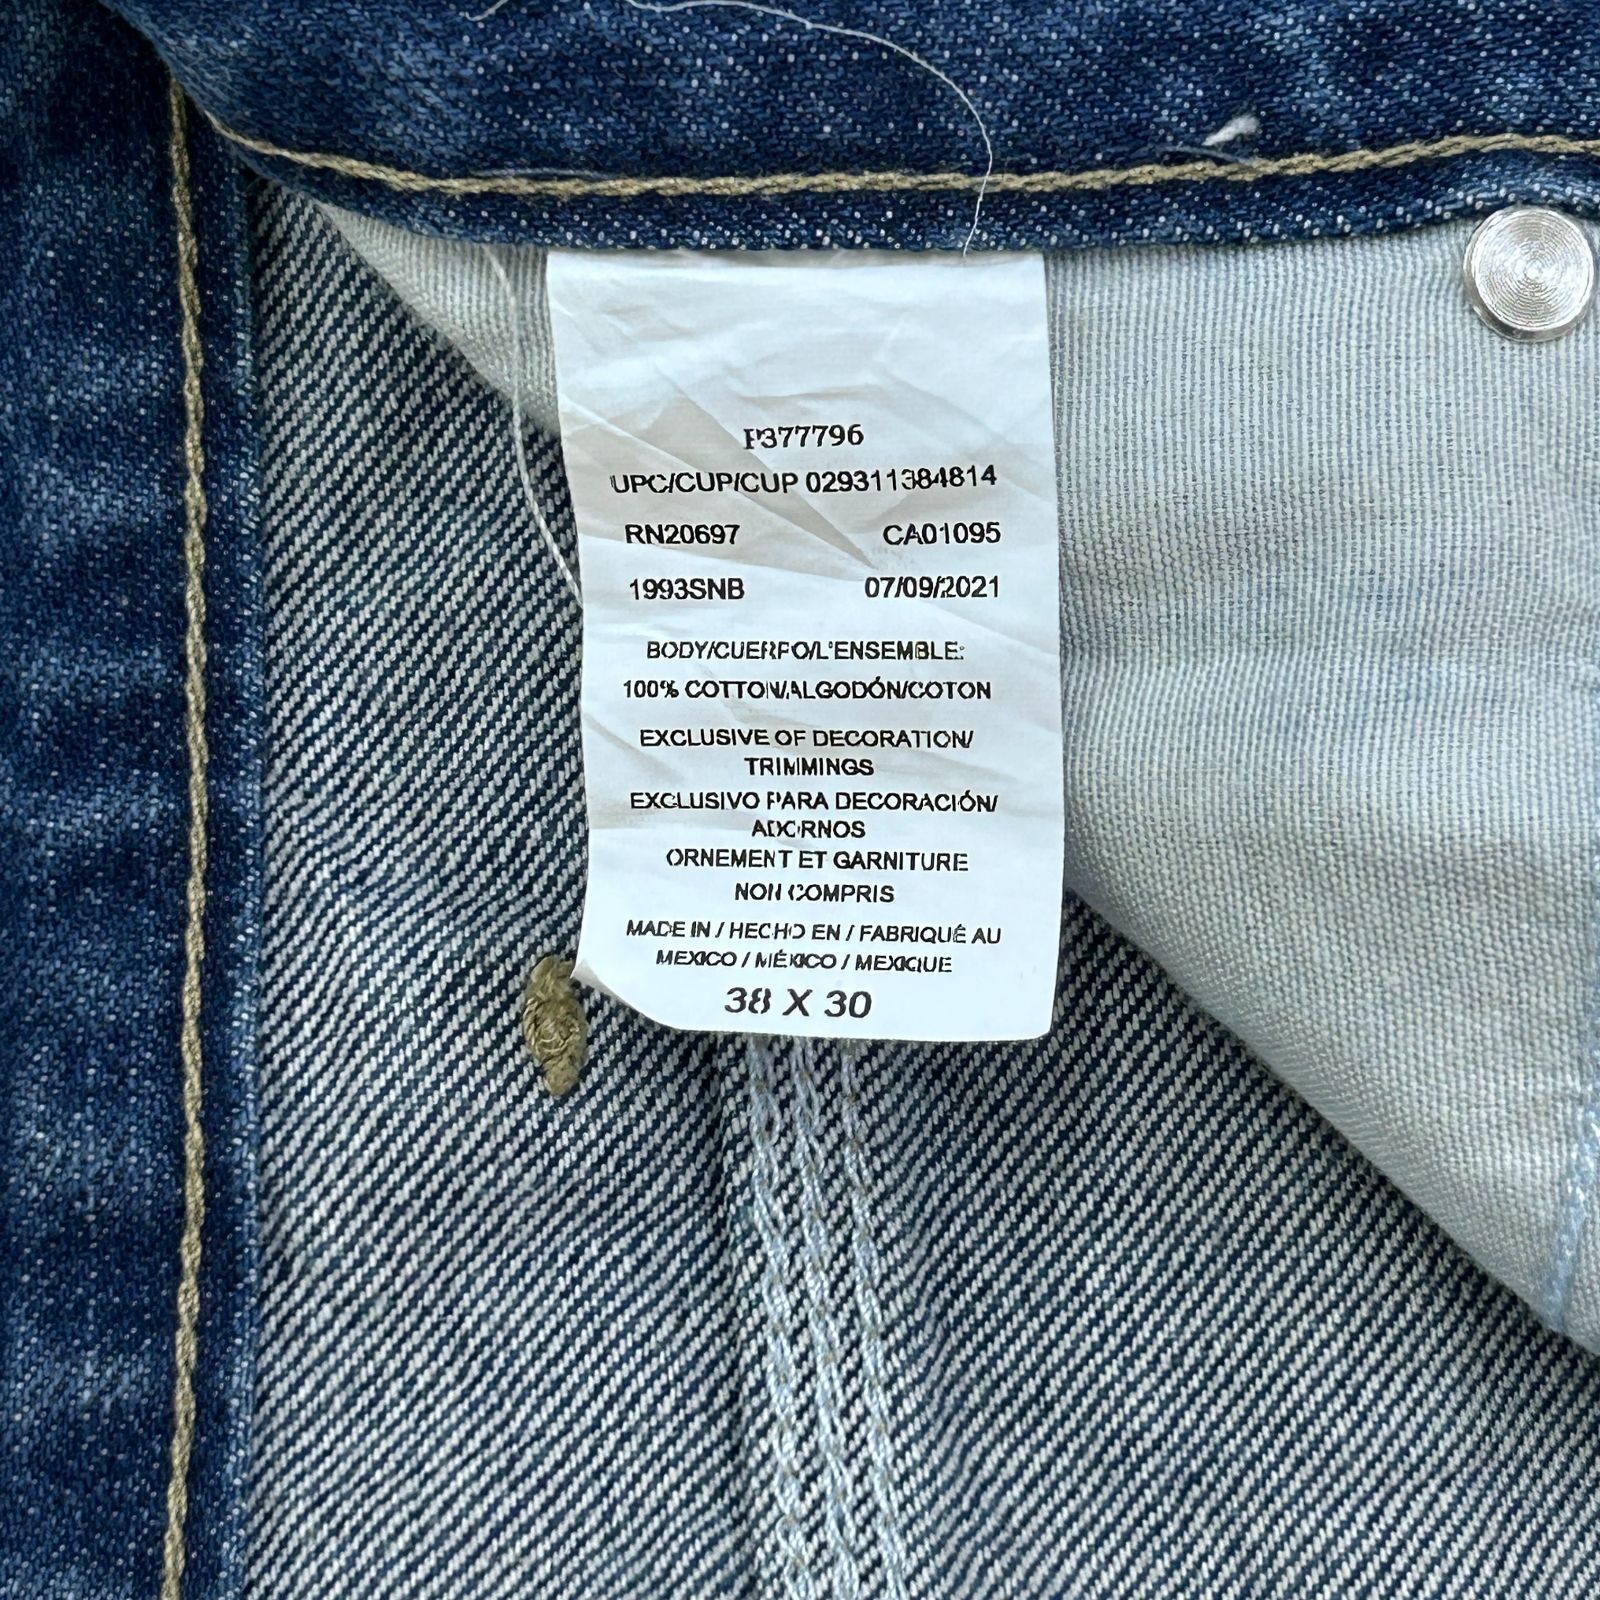 P377796
UPC/CUP/CUP 029311384814
RN20697 CA01095
1993SNB 07/09/2021
BODY/CUERPO/L'ENSEMBLE:
100% COTTON/ALGODÓN/COTON
EXCLUSIVE OF DECORATION/
TRIMMINGS
EXCLUSIVO PARA DECORACIÓN/
ADORNOS
ORNEMENT ET GARNITURE
NON COMPRIS
MADE IN / HECHO EN / FABRIQUÉ AU
MEXICO / MÉXICO / MEXIQUE
38 X 30